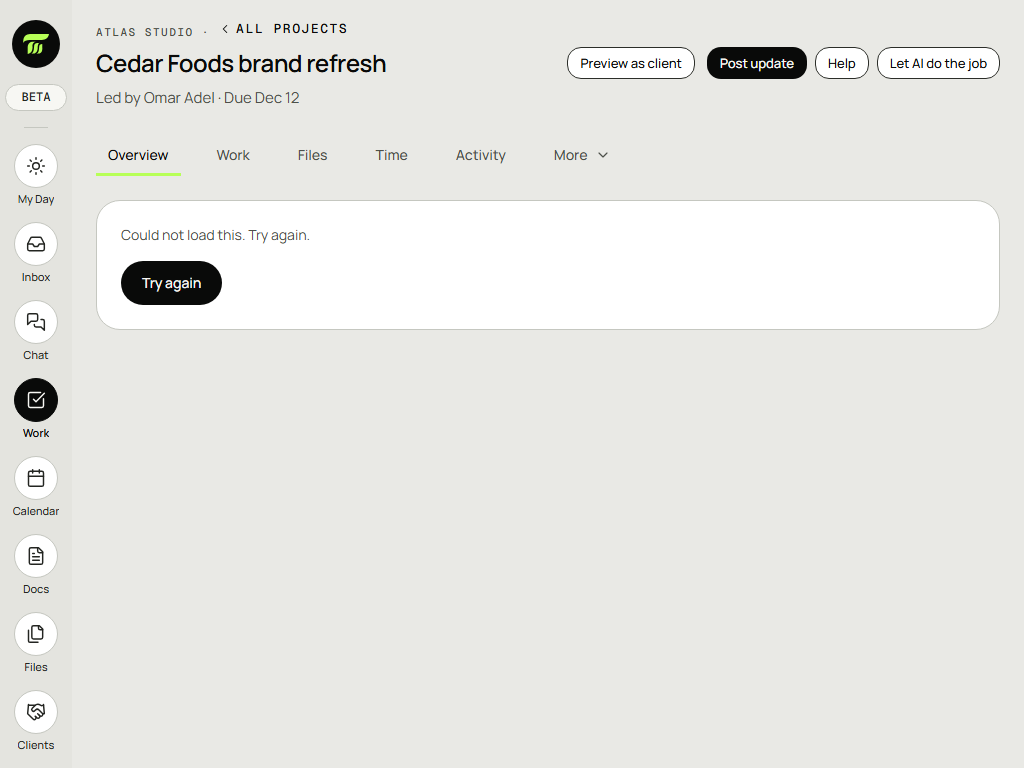 ATLAS STUDIO · ALL PROJECTS
Cedar Foods brand refresh
Led by Omar Adel · Due Dec 12
Preview as client
Post update
Help
Let AI do the job
BETA
My Day
Inbox
Chat
Work
Calendar
Docs
Files
Clients
Overview
Work
Files
Time
Activity
More
Could not load this. Try again.
Try again